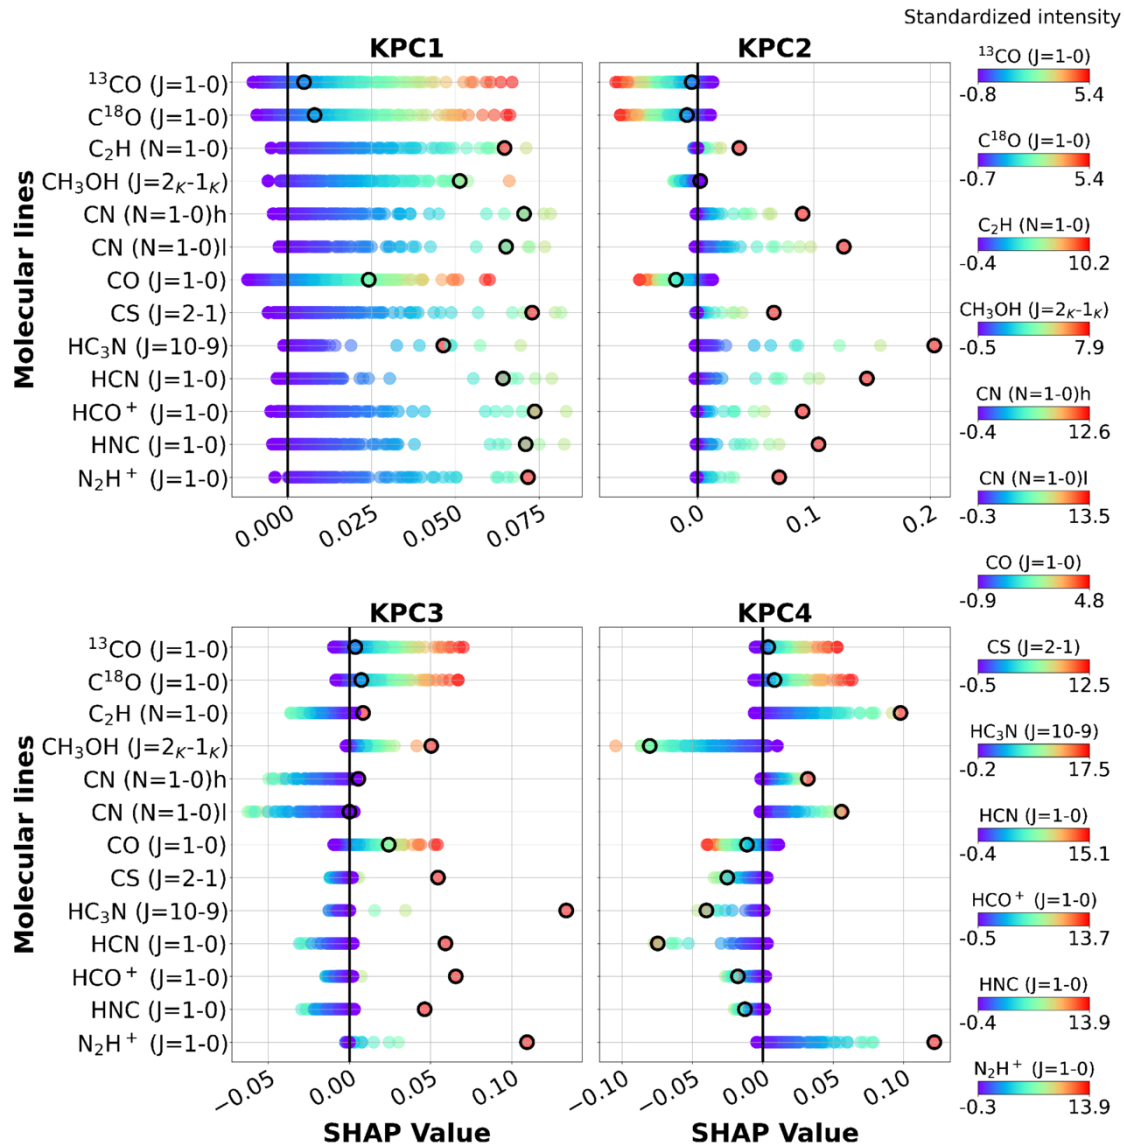 Standardized intensity
KPC1
KPC2
Molecular lines
¹³CO (J=1-0)
C¹⁸O (J=1-0)
C₂H (N=1-0)
CH₃OH (J=2ₖ-1ₖ)
CN (N=1-0)h
CN (N=1-0)l
CO (J=1-0)
CS (J=2-1)
HC₃N (J=10-9)
HCN (J=1-0)
HCO⁺ (J=1-0)
HNC (J=1-0)
N₂H⁺ (J=1-0)
0.000 0.025 0.050 0.075
0.0 0.1 0.2
KPC3
KPC4
Molecular lines
¹³CO (J=1-0)
C¹⁸O (J=1-0)
C₂H (N=1-0)
CH₃OH (J=2ₖ-1ₖ)
CN (N=1-0)h
CN (N=1-0)l
CO (J=1-0)
CS (J=2-1)
HC₃N (J=10-9)
HCN (J=1-0)
HCO⁺ (J=1-0)
HNC (J=1-0)
N₂H⁺ (J=1-0)
−0.05 0.00 0.05 0.10
−0.10 −0.05 0.00 0.05 0.10
SHAP Value
SHAP Value
¹³CO (J=1-0)
-0.8 5.4
C¹⁸O (J=1-0)
-0.7 5.4
C₂H (N=1-0)
-0.4 10.2
CH₃OH (J=2ₖ-1ₖ)
-0.5 7.9
CN (N=1-0)h
-0.4 12.6
CN (N=1-0)l
-0.3 13.5
CO (J=1-0)
-0.9 4.8
CS (J=2-1)
-0.5 12.5
HC₃N (J=10-9)
-0.2 17.5
HCN (J=1-0)
-0.4 15.1
HCO⁺ (J=1-0)
-0.5 13.7
HNC (J=1-0)
-0.4 13.9
N₂H⁺ (J=1-0)
-0.3 13.9